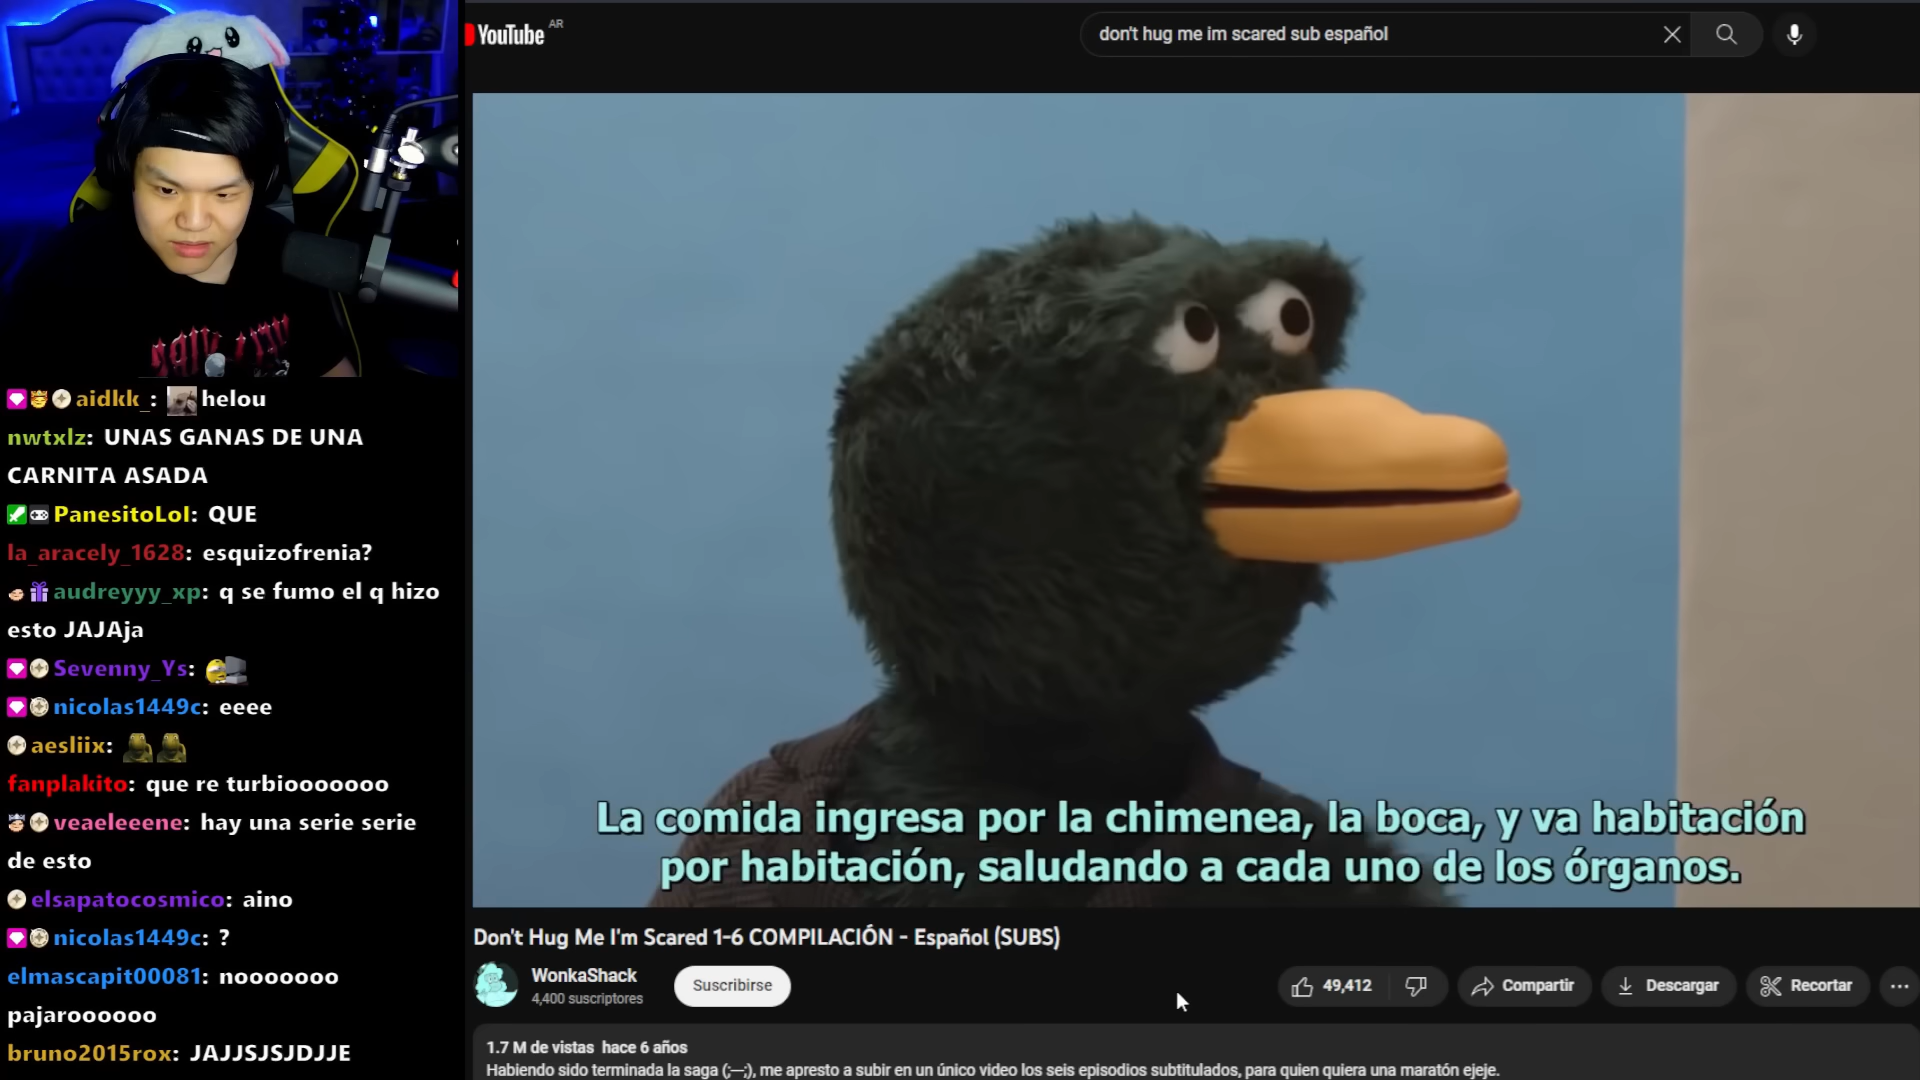 YouTube AR
don't hug me im scared sub español
aidkk_: helou
nwtxlz: UNAS GANAS DE UNA
CARNITA ASADA
PanesitoLol: QUE
la_aracely_1628: esquizofrenia?
audreyyy_xp: q se fumo el q hizo
esto JAJAja
Sevenny_Ys:
nicolas1449c: eeee
aesliix:
fanplakito: que re turbiooooooo
veaeleeene: hay una serie serie
de esto
elsapatocosmico: aino
nicolas1449c: ?
elmascapit00081: nooooooo
pajaroooooo
bruno2015rox: JAJJSJSJDJJE
La comida ingresa por la chimenea, la boca, y va habitación
por habitación, saludando a cada uno de los órganos.
Don't Hug Me I'm Scared 1-6 COMPILACIÓN - Español (SUBS)
WonkaShack
4,400 suscriptores
Suscribirse
49,412
Compartir
Descargar
Recortar
1.7 M de vistas hace 6 años
Habiendo sido terminada la saga (;—;), me apresto a subir en un único video los seis episodios subtitulados, para quien quiera una maratón ejeje.